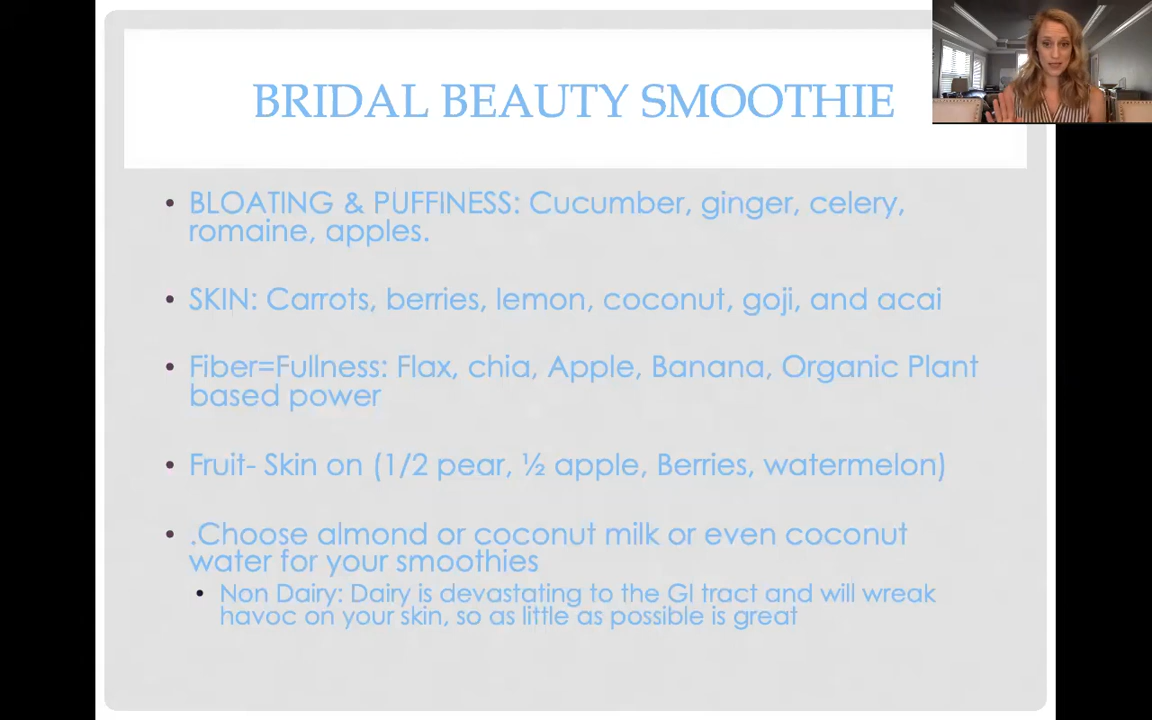 BRIDAL BEAUTY SMOOTHIE
• BLOATING & PUFFINESS: Cucumber, ginger, celery,
romaine, apples.
• SKIN: Carrots, berries, lemon, coconut, goji, and acai
• Fiber=Fullness: Flax, chia, Apple, Banana, Organic Plant
based power
• Fruit- Skin on (1/2 pear, ½ apple, Berries, watermelon)
• .Choose almond or coconut milk or even coconut
water for your smoothies
• Non Dairy: Dairy is devastating to the GI tract and will wreak
havoc on your skin, so as little as possible is great